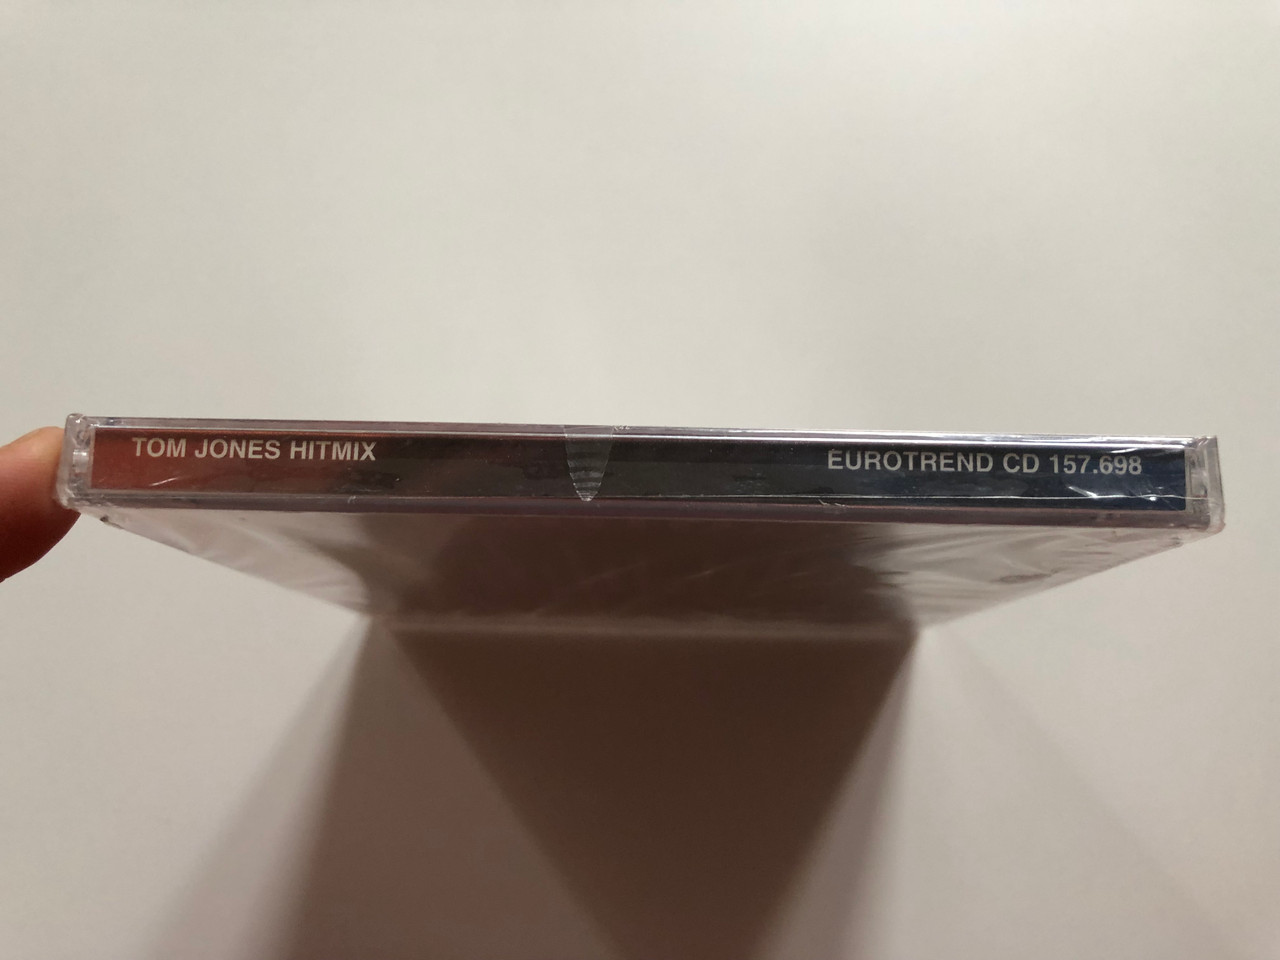 TOM JONES HITMIX
EUROTREND CD 157.698